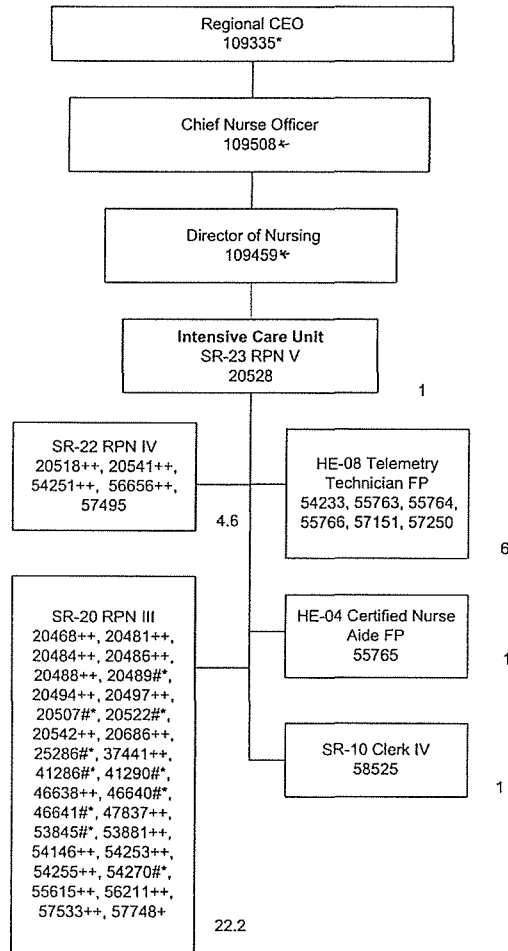 Regional CEO
109335*
Chief Nurse Officer
109508*
Director of Nursing
109459*
Intensive Care Unit
SR-23 RPN V
20528
1
SR-22 RPN IV
20518++, 20541++,
54251++, 56656++,
57495
4.6
HE-08 Telemetry
Technician FP
54233, 55763, 55764,
55766, 57151, 57250
6
SR-20 RPN III
20468++, 20481++,
20484++, 20486++,
20488++, 20489#*,
20494++, 20497++,
20507#*, 20522#*,
20542++, 20686++,
25286#*, 37441++,
41286#*, 41290#*,
46638++, 46640#*,
46641#*, 47837++,
53845#*, 53881++,
54146++, 54253++,
54255++, 54270#*,
55615++, 56211++,
57533++, 57748+
22.2
HE-04 Certified Nurse
Aide FP
55765
1
SR-10 Clerk IV
58525
1